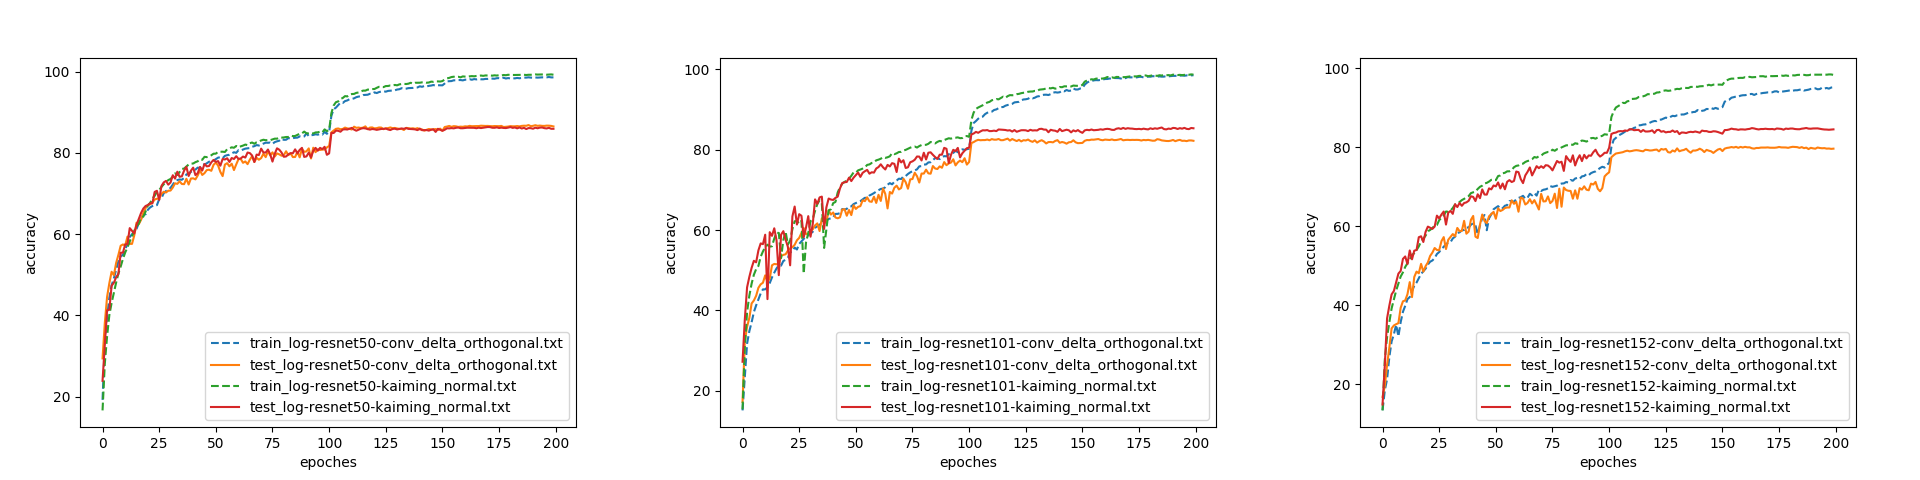 accuracy
100
80
60
40
20
train_log-resnet50-conv_delta_orthogonal.txt
test_log-resnet50-conv_delta_orthogonal.txt
train_log-resnet50-kaiming_normal.txt
test_log-resnet50-kaiming_normal.txt
0 25 50 75 100 125 150 175 200
epoches
accuracy
100
80
60
40
20
train_log-resnet101-conv_delta_orthogonal.txt
test_log-resnet101-conv_delta_orthogonal.txt
train_log-resnet101-kaiming_normal.txt
test_log-resnet101-kaiming_normal.txt
0 25 50 75 100 125 150 175 200
epoches
accuracy
100
80
60
40
20
train_log-resnet152-conv_delta_orthogonal.txt
test_log-resnet152-conv_delta_orthogonal.txt
train_log-resnet152-kaiming_normal.txt
test_log-resnet152-kaiming_normal.txt
0 25 50 75 100 125 150 175 200
epoches